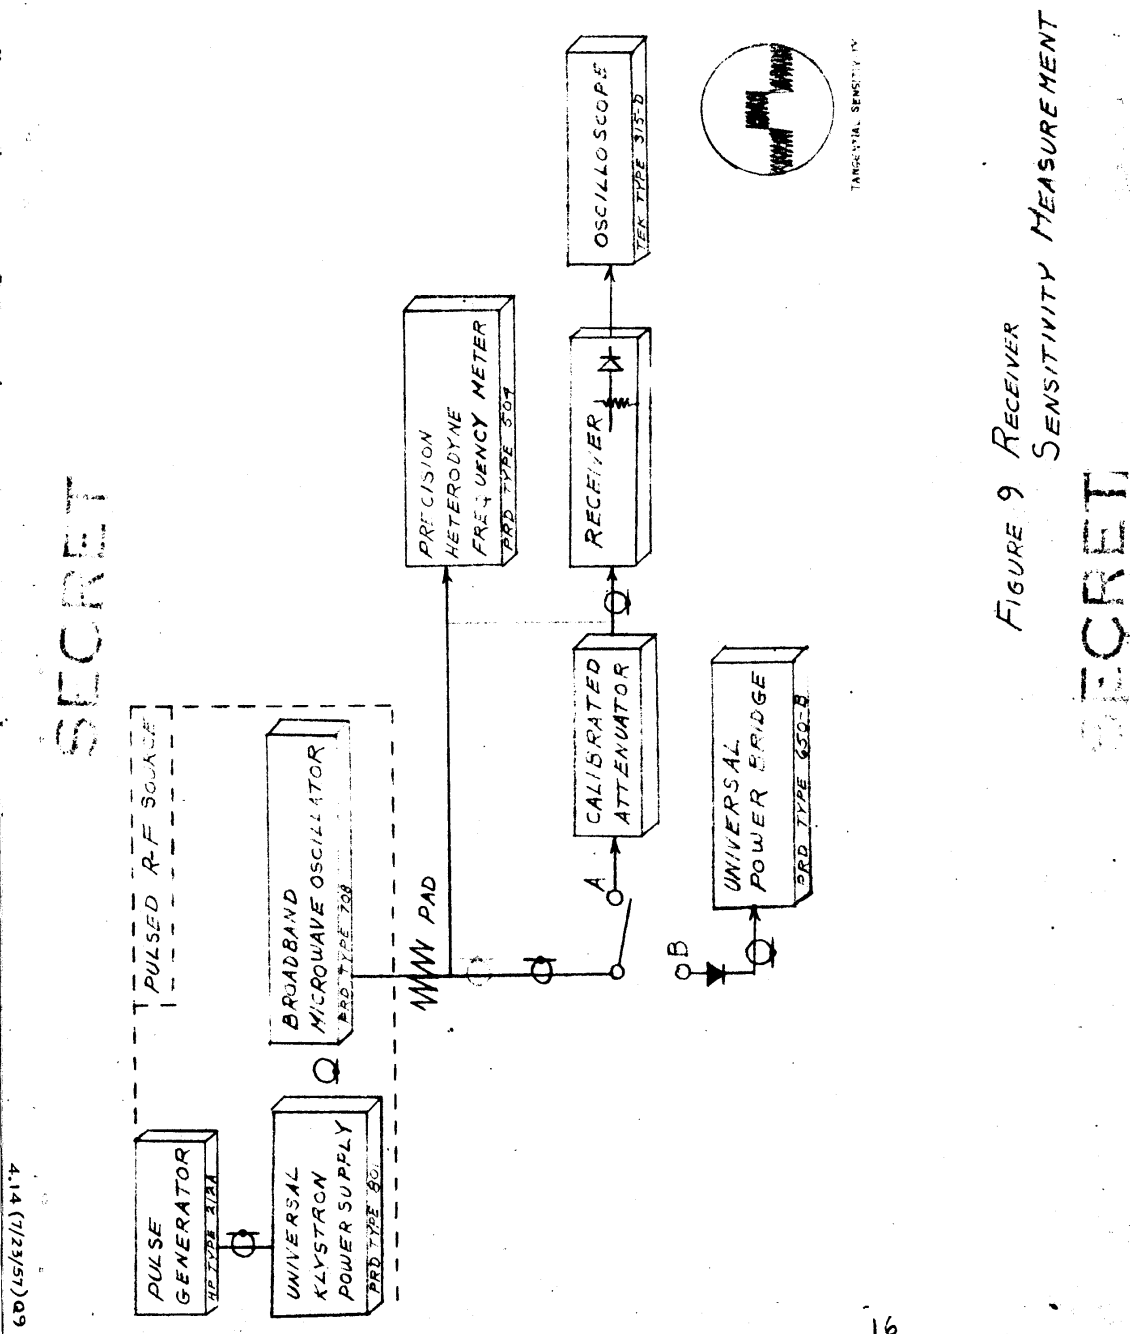 SECRET
PULSED R-F SOURCE
PULSE
GENERATOR
HP TYPE 212A
UNIVERSAL
KLYSTRON
POWER SUPPLY
PRD TYPE
BROADBAND
MICROWAVE OSCILLATOR
PRD TYPE 708
PAD
PRECISION
HETERODYNE
FREQUENCY METER
PRD TYPE 504
A
B
CALIBRATED
ATTENUATOR
RECEIVER
OSCILLOSCOPE
TEK TYPE 315-D
UNIVERSAL
POWER BRIDGE
PRD TYPE 650-B
TANGENTIAL SENSITIVITY
FIGURE 9 RECEIVER
SENSITIVITY MEASUREMENT
SECRET
16
4.14 (7/23/57) Q9